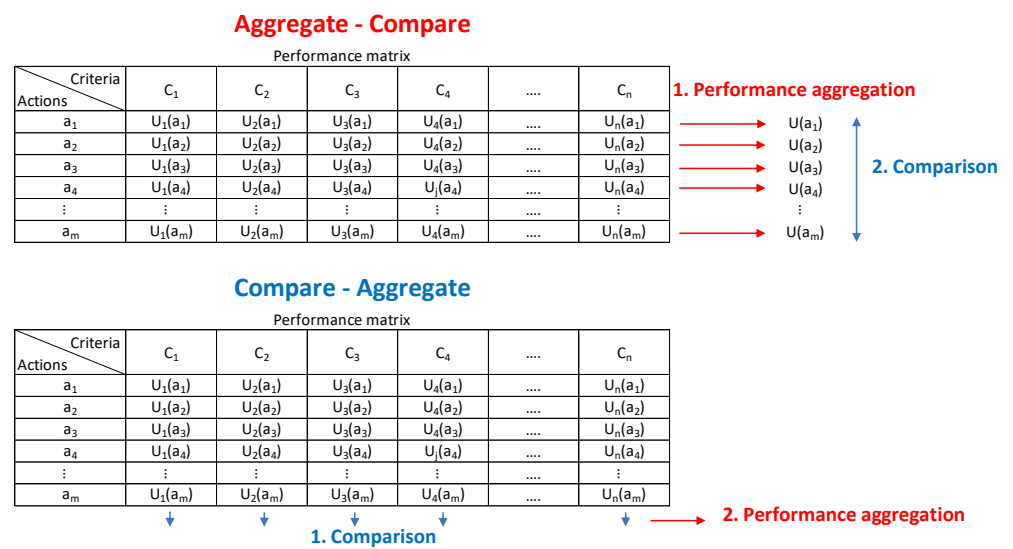 Aggregate - Compare
Performance matrix
Criteria
Actions
C₁ C₂ C₃ C₄ .... Cₙ
1. Performance aggregation
a₁ U₁(a₁) U₂(a₁) U₃(a₁) U₄(a₁) .... Uₙ(a₁) U(a₁)
a₂ U₁(a₂) U₂(a₂) U₃(a₂) U₄(a₂) .... Uₙ(a₂) U(a₂)
a₃ U₁(a₃) U₂(a₃) U₃(a₃) U₄(a₃) .... Uₙ(a₃) U(a₃)
2. Comparison
a₄ U₁(a₄) U₂(a₄) U₃(a₄) Uⱼ(a₄) .... Uₙ(a₄) U(a₄)
⋮ ⋮ ⋮ ⋮ ⋮ .... ⋮ ⋮
aₘ U₁(aₘ) U₂(aₘ) U₃(aₘ) U₄(aₘ) .... Uₙ(aₘ) U(aₘ)
Compare - Aggregate
Performance matrix
Criteria
Actions
C₁ C₂ C₃ C₄ .... Cₙ
a₁ U₁(a₁) U₂(a₁) U₃(a₁) U₄(a₁) .... Uₙ(a₁)
a₂ U₁(a₂) U₂(a₂) U₃(a₂) U₄(a₂) .... Uₙ(a₂)
a₃ U₁(a₃) U₂(a₃) U₃(a₃) U₄(a₃) .... Uₙ(a₃)
a₄ U₁(a₄) U₂(a₄) U₃(a₄) Uⱼ(a₄) .... Uₙ(a₄)
⋮ ⋮ ⋮ ⋮ ⋮ .... ⋮
aₘ U₁(aₘ) U₂(aₘ) U₃(aₘ) U₄(aₘ) .... Uₙ(aₘ)
2. Performance aggregation
1. Comparison